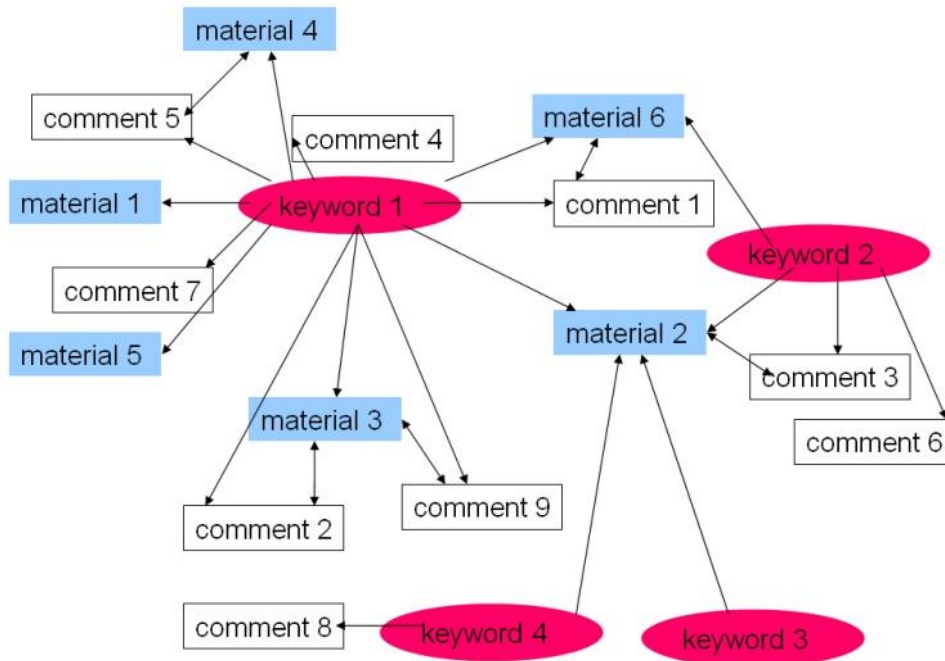 material 4
comment 5
comment 4
material 6
material 1
keyword 1
comment 1
keyword 2
comment 7
material 5
material 2
comment 3
material 3
comment 6
comment 2
comment 9
comment 8
keyword 4
keyword 3